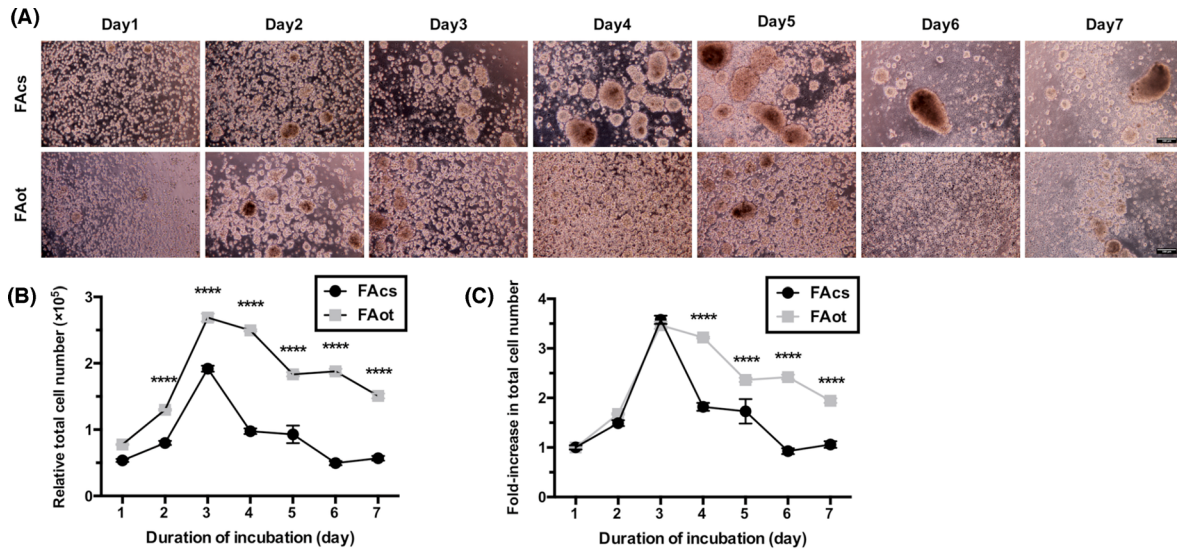 (A)
Day1 Day2 Day3 Day4 Day5 Day6 Day7
FAcs
FAot
(B)
Relative total cell number (×10⁵)
3
2
1
0
**** **** **** **** **** ****
FAcs
FAot
1 2 3 4 5 6 7
Duration of incubation (day)
(C)
Fold-increase in total cell number
4
3
2
1
0
**** **** **** ****
FAcs
FAot
1 2 3 4 5 6 7
Duration of incubation (day)